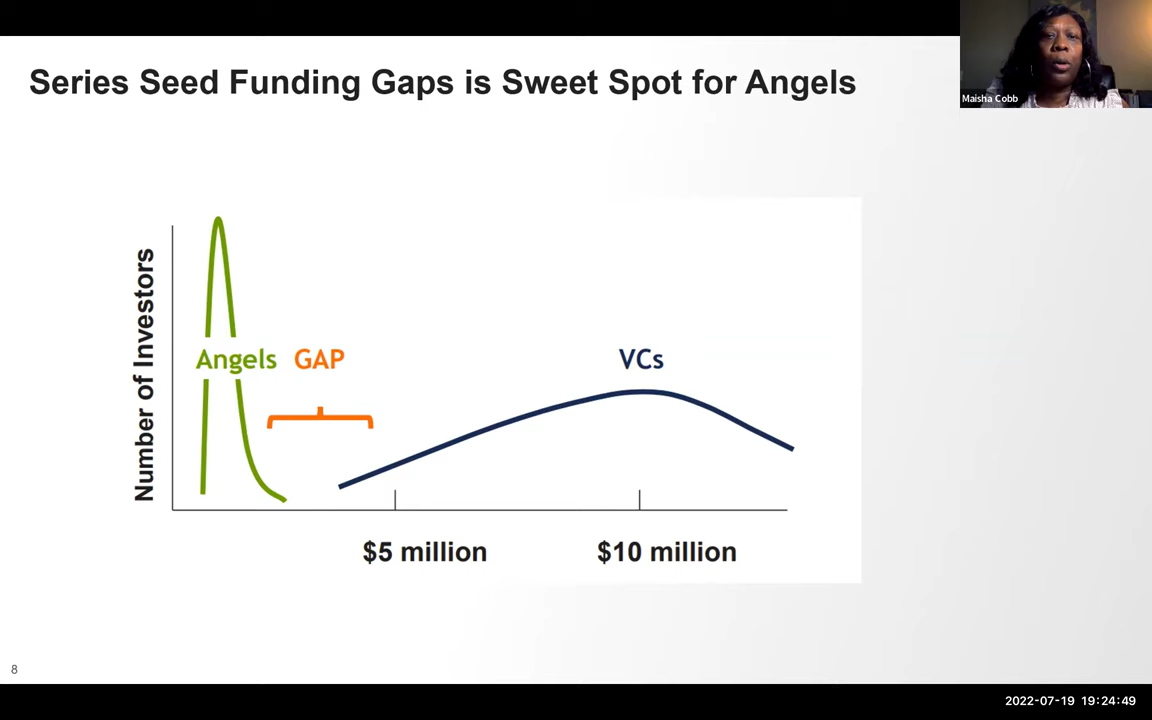 Series Seed Funding Gaps is Sweet Spot for Angels
Maisha Cobb
Number of Investors
Angels GAP VCs
$5 million $10 million
8
2022-07-19 19:24:49